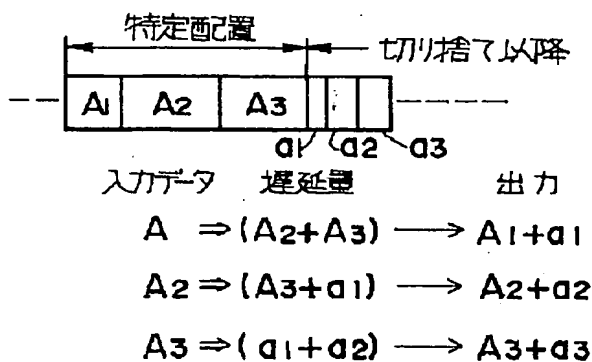 特定配置 切り捨て以降
A1 A2 A3
a1 a2 a3
入力データ 遅延量 出力
A ⇒ (A2+A3) ⟶ A1+a1
A2 ⇒ (A3+a1) ⟶ A2+a2
A3 ⇒ (a1+a2) ⟶ A3+a3